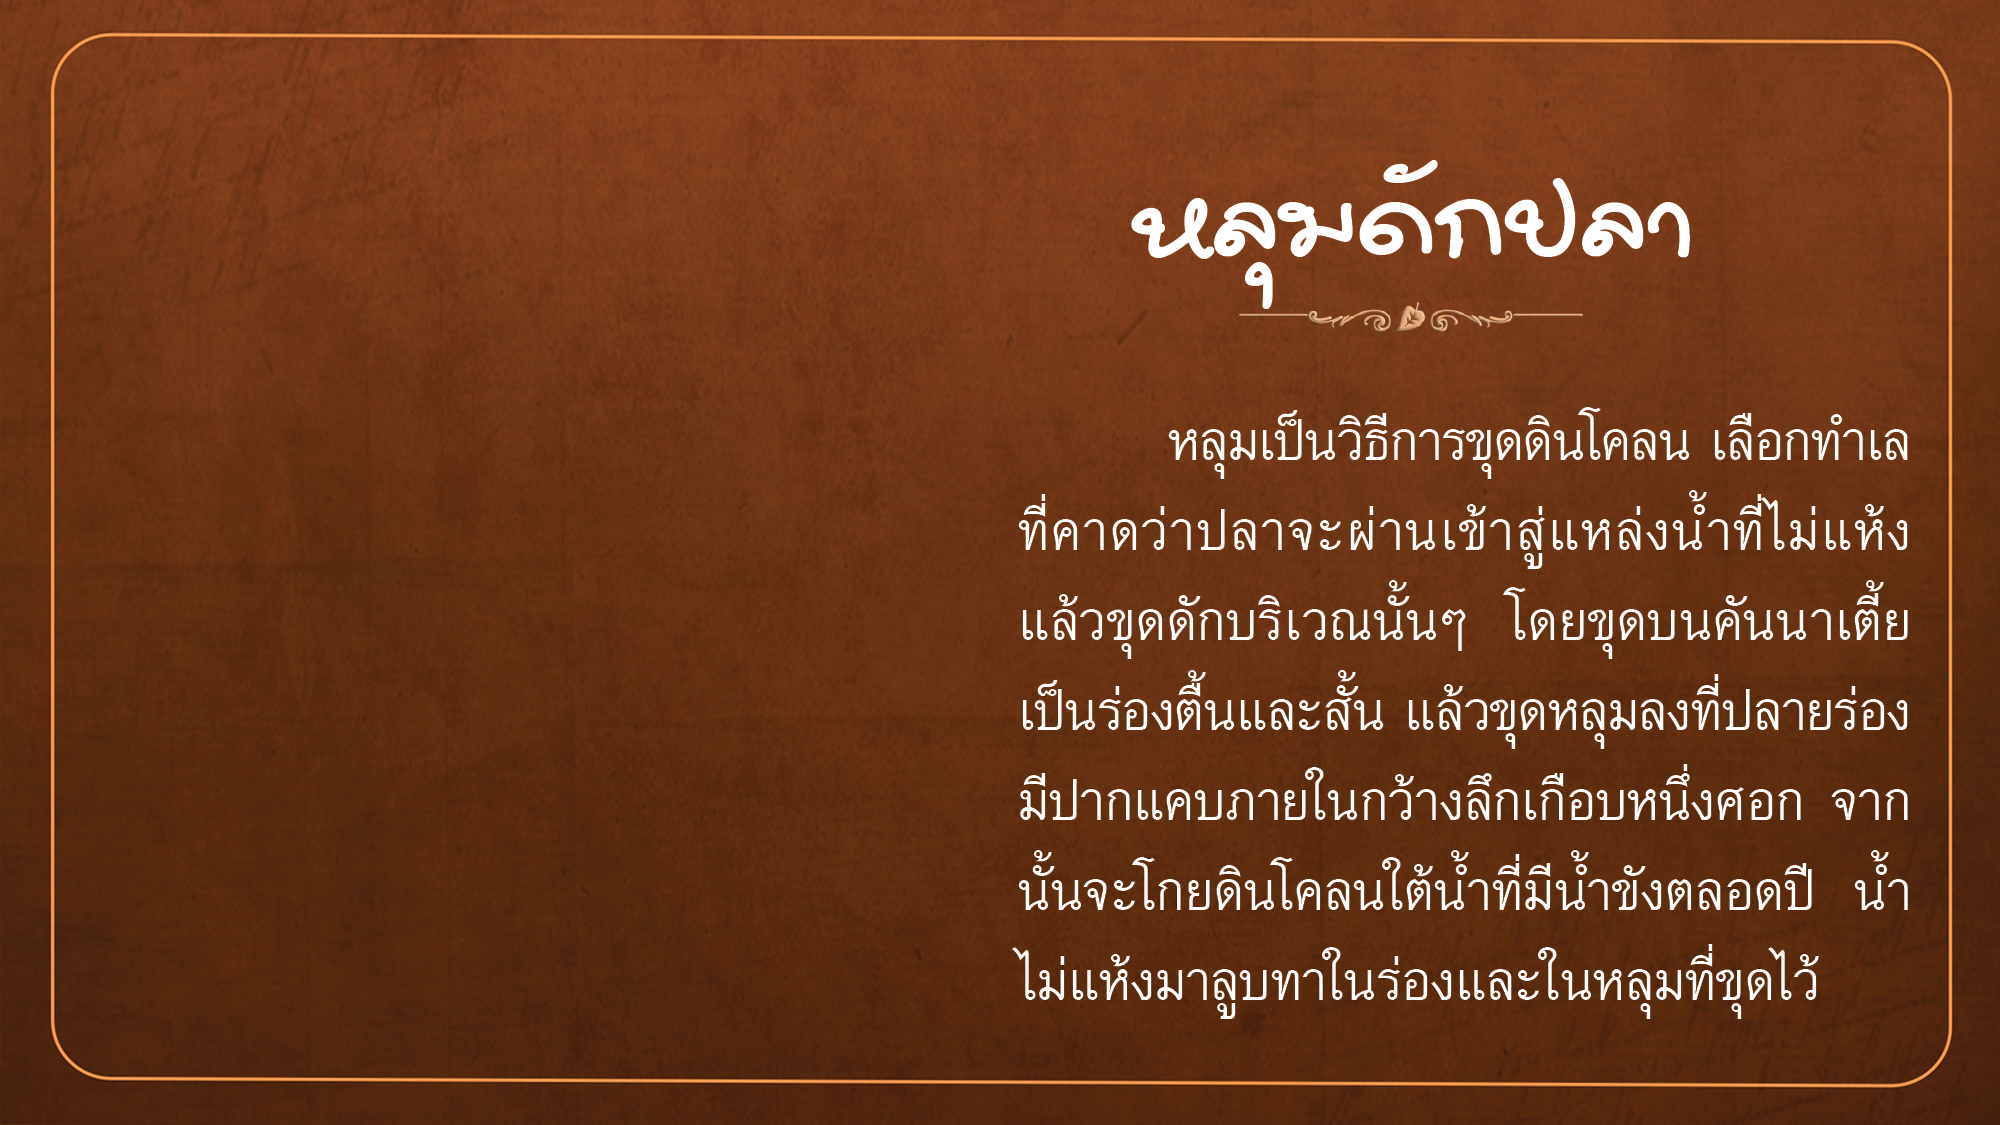 หลุมดักปลา
หลุมเป็นวิธีการขุดดินโคลน เลือกทำเล
ที่คาดว่าปลาจะผ่านเข้าสู่แหล่งน้ำที่ไม่แห้ง
แล้วขุดดักบริเวณนั้นๆ โดยขุดบนคันนาเตี้ย
เป็นร่องตื้นและสั้น แล้วขุดหลุมลงที่ปลายร่อง
มีปากแคบภายในกว้างลึกเกือบหนึ่งศอก จาก
นั้นจะโกยดินโคลนใต้น้ำที่มีน้ำขังตลอดปี น้ำ
ไม่แห้งมาลูบทาในร่องและในหลุมที่ขุดไว้